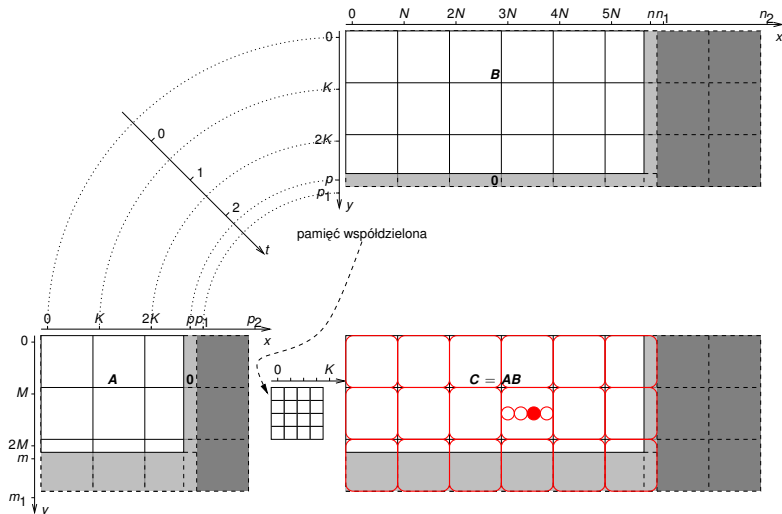 0 N 2N 3N 4N 5N n n₁ n₂
x
0
K
2K
p
p₁
y
B
0
0
1
2
t
pamięć współdzielona
0 K 2K p p₁ p₂
x
0
M
2M
m
m₁
y
A
0
0 K
C = AB